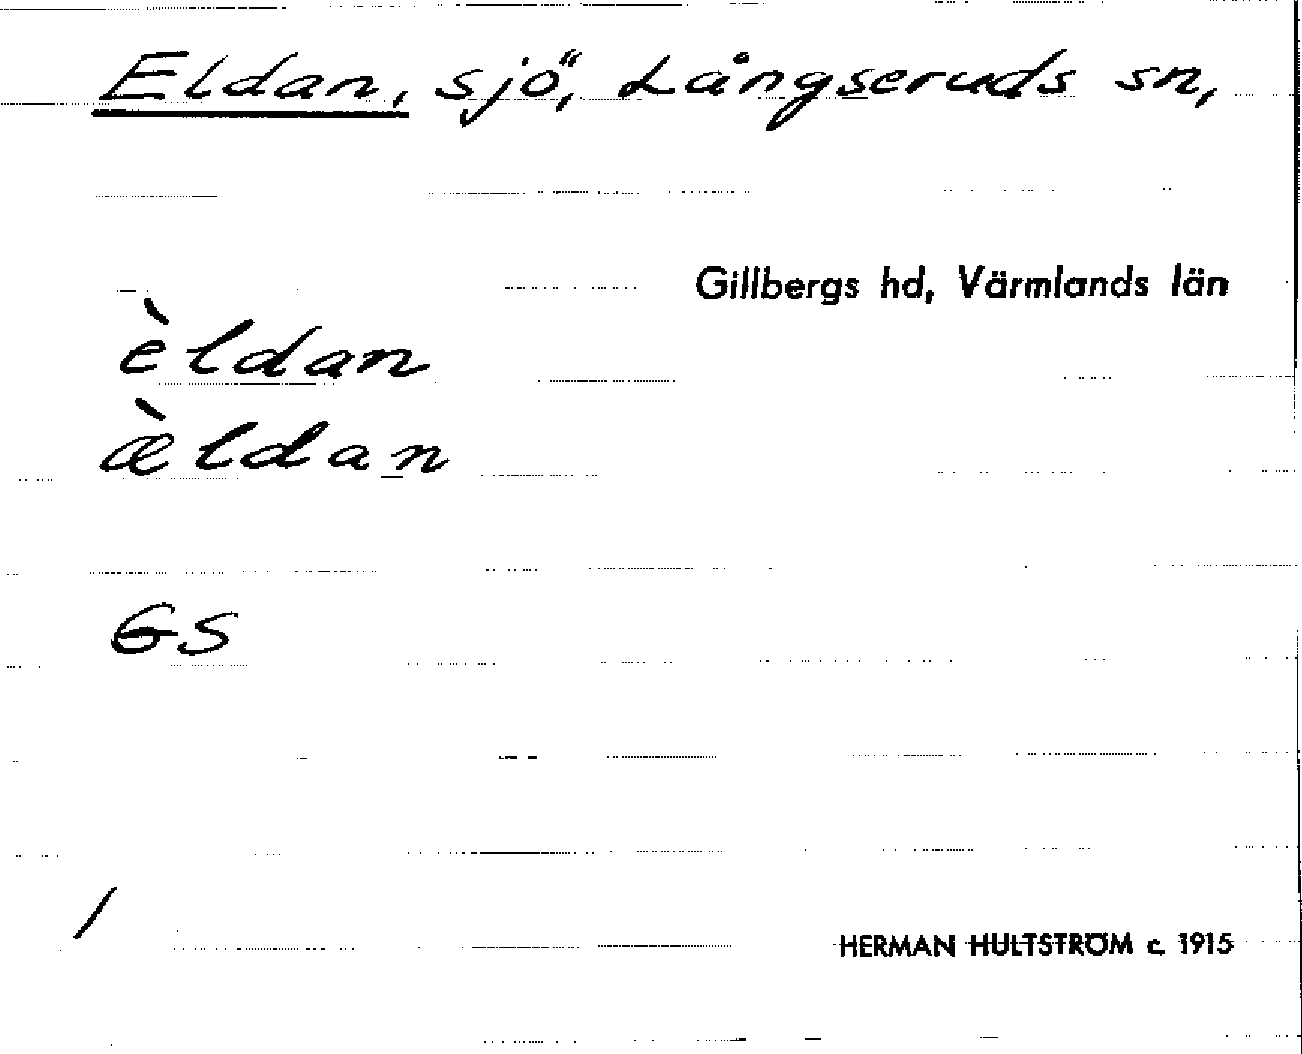 Eldan, sjö, Långseruds sn,
Gillbergs hd, Värmlands län
èldan
æ̀ldan
GS
/
HERMAN HULTSTRÖM c. 1915